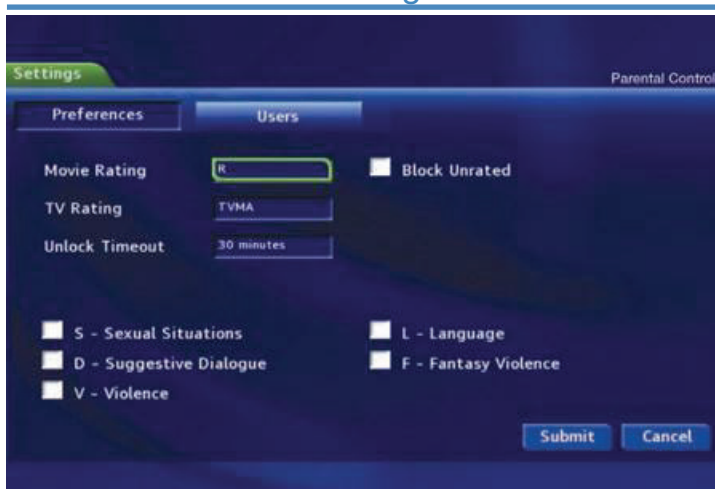 Settings
Parental Control
Preferences
Users
Movie Rating
R
Block Unrated
TV Rating
TVMA
Unlock Timeout
30 minutes
S - Sexual Situations
L - Language
D - Suggestive Dialogue
F - Fantasy Violence
V - Violence
Submit
Cancel